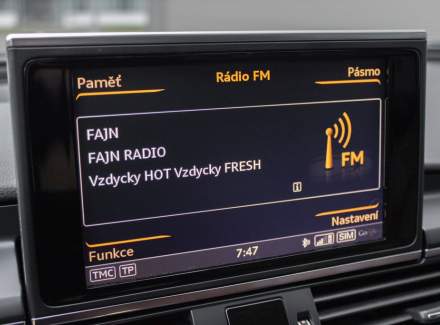 Paměť
Rádio FM
Pásmo
FAJN
FAJN RADIO
Vzdycky HOT Vzdycky FRESH
FM
i
Nastavení
Funkce
7:47
SIM
TMC TP